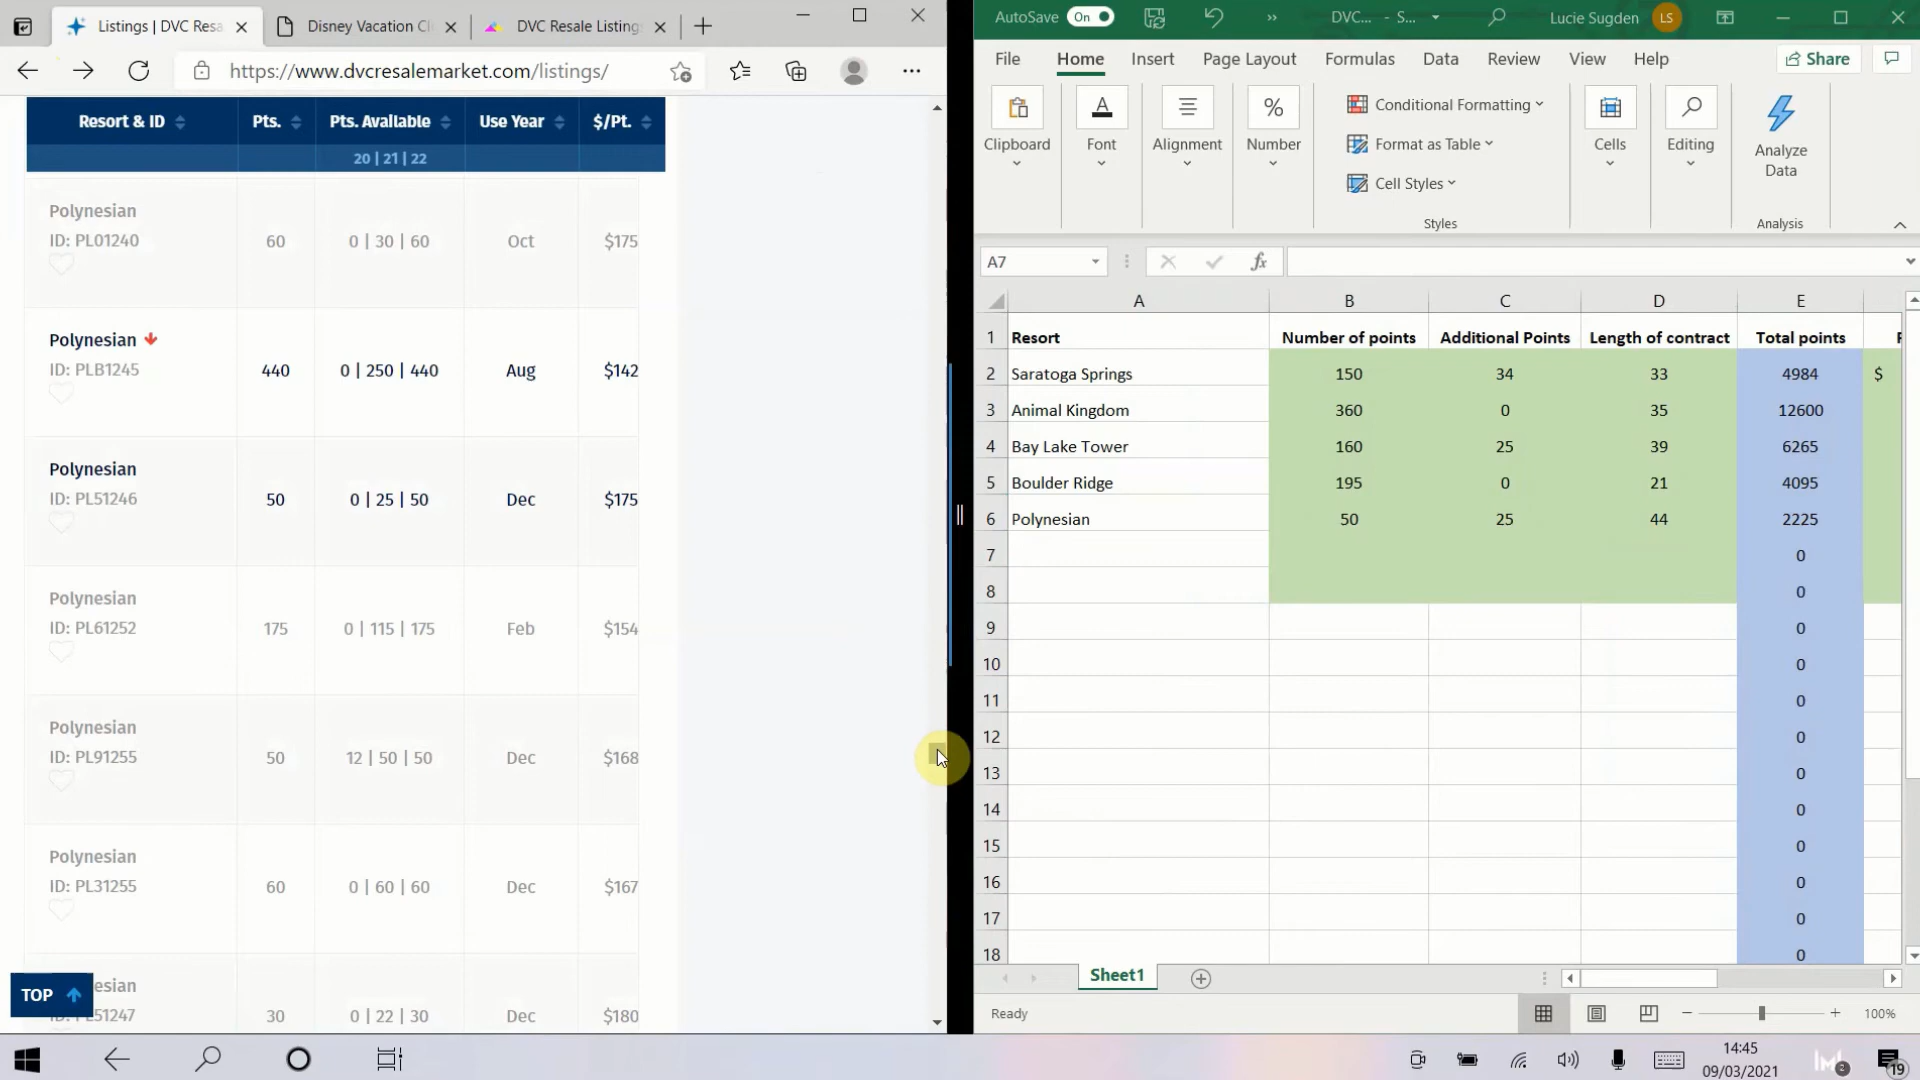 Listings | DVC Resa
Disney Vacation Cl
DVC Resale Listing
https://www.dvcresalemarket.com/listings/
Resort & ID
Pts.
Pts. Available
Use Year
$/Pt.
20 | 21 | 22
Polynesian
ID: PL01240
60
0 | 30 | 60
Oct
$175
Polynesian
ID: PLB1245
440
0 | 250 | 440
Aug
$142
Polynesian
ID: PL51246
50
0 | 25 | 50
Dec
$175
Polynesian
ID: PL61252
175
0 | 115 | 175
Feb
$154
Polynesian
ID: PL91255
50
12 | 50 | 50
Dec
$168
Polynesian
ID: PL31255
60
0 | 60 | 60
Dec
$167
esian
L51247
30
0 | 22 | 30
Dec
$180
TOP
AutoSave On
DVC... - S...
Lucie Sugden
LS
File Home Insert Page Layout Formulas Data Review View Help
Share
Clipboard
Font
Alignment
Number
Conditional Formatting
Format as Table
Cell Styles
Styles
Cells
Editing
Analyze Data
Analysis
A7
fx
A B C D E
1 Resort Number of points Additional Points Length of contract Total points
2 Saratoga Springs 150 34 33 4984 $
3 Animal Kingdom 360 0 35 12600
4 Bay Lake Tower 160 25 39 6265
5 Boulder Ridge 195 0 21 4095
6 Polynesian 50 25 44 2225
7 0
8 0
9 0
10 0
11 0
12 0
13 0
14 0
15 0
16 0
17 0
18 0
Sheet1
Ready
100%
14:45
09/03/2021
2
19